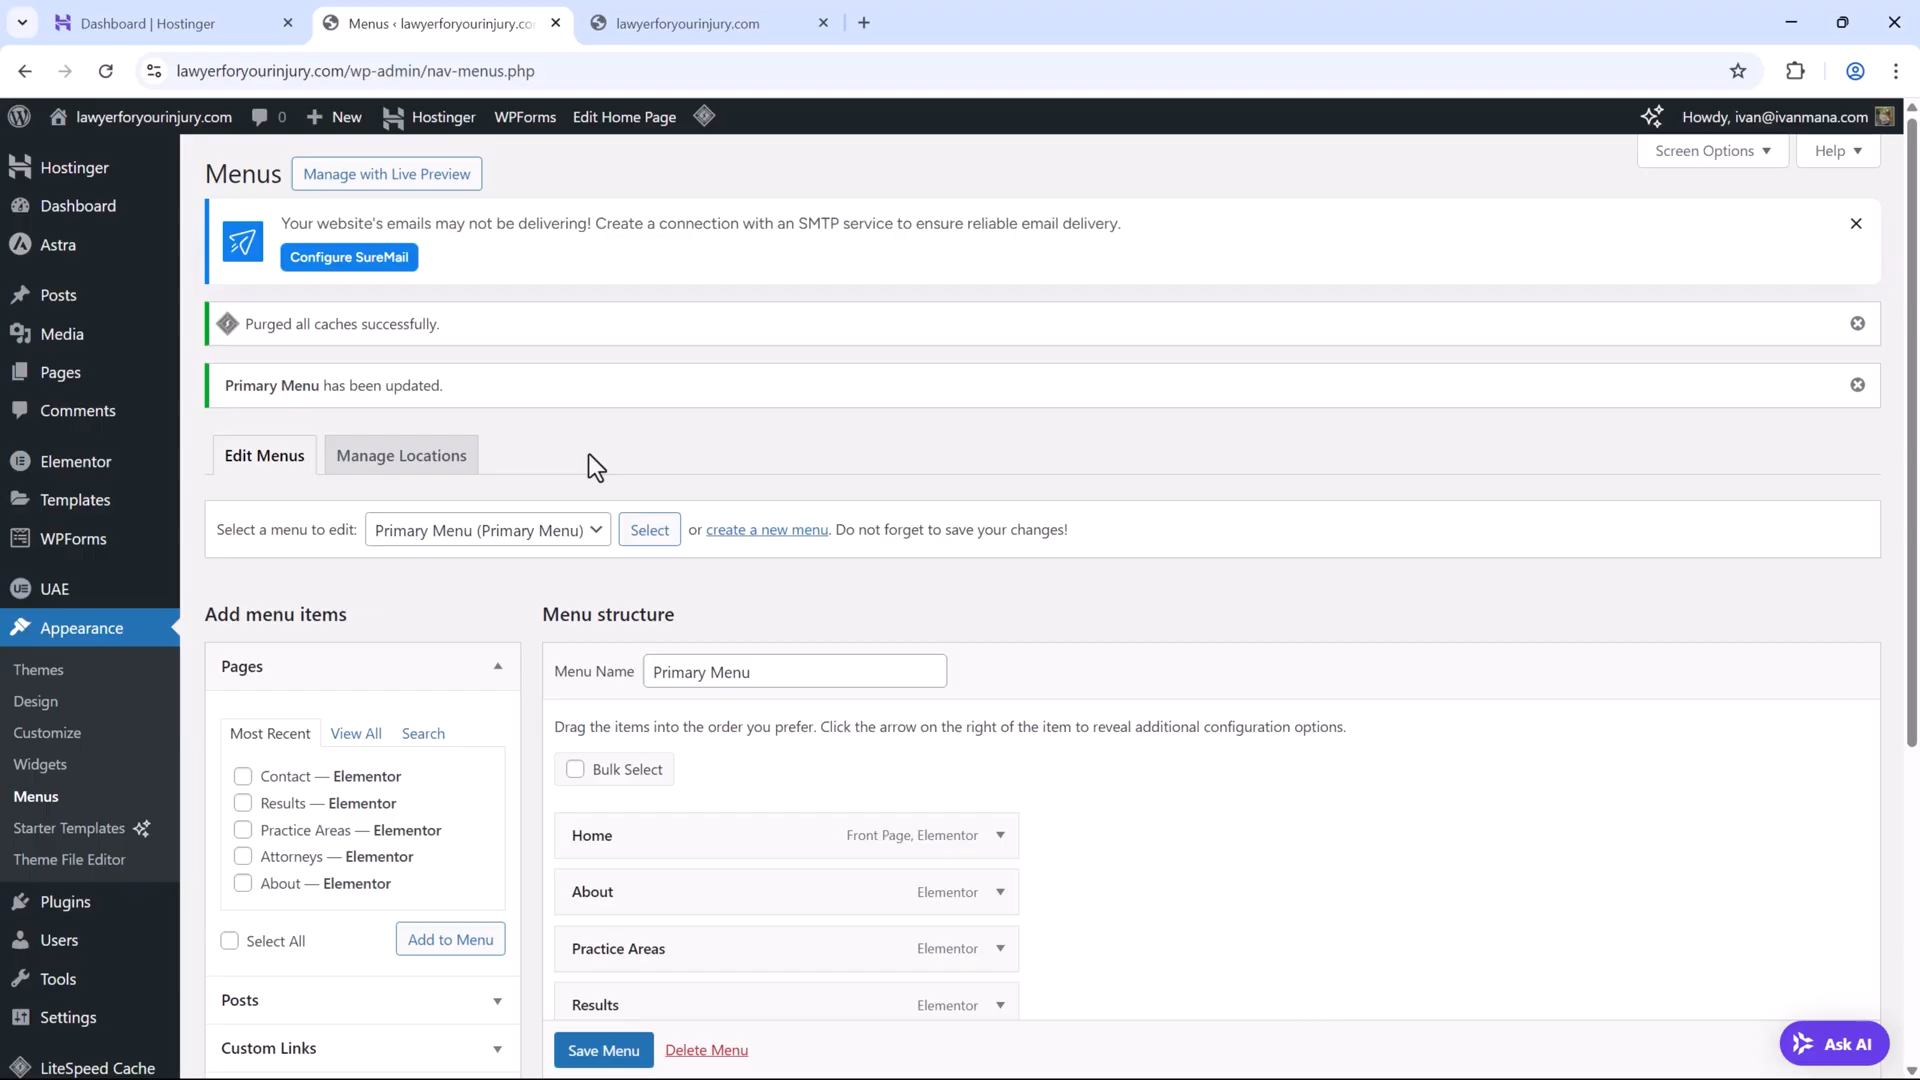 Dashboard | Hostinger
Menus ‹ lawyerforyourinjury.co
lawyerforyourinjury.com
lawyerforyourinjury.com/wp-admin/nav-menus.php
lawyerforyourinjury.com
0
New
Hostinger
WPForms
Edit Home Page
Howdy, ivan@ivanmana.com
Hostinger
Dashboard
Astra
Posts
Media
Pages
Comments
Elementor
Templates
WPForms
UAE
Appearance
Themes
Design
Customize
Widgets
Menus
Starter Templates
Theme File Editor
Plugins
Users
Tools
Settings
LiteSpeed Cache
Screen Options
Help
Menus
Manage with Live Preview
Your website's emails may not be delivering! Create a connection with an SMTP service to ensure reliable email delivery.
Configure SureMail
Purged all caches successfully.
Primary Menu has been updated.
Edit Menus
Manage Locations
Select a menu to edit: Primary Menu (Primary Menu) Select or create a new menu. Do not forget to save your changes!
Add menu items
Pages
Most Recent
View All
Search
Contact — Elementor
Results — Elementor
Practice Areas — Elementor
Attorneys — Elementor
About — Elementor
Select All
Add to Menu
Posts
Custom Links
Menu structure
Menu Name Primary Menu
Drag the items into the order you prefer. Click the arrow on the right of the item to reveal additional configuration options.
Bulk Select
Home Front Page, Elementor
About Elementor
Practice Areas Elementor
Results Elementor
Save Menu
Delete Menu
Ask AI